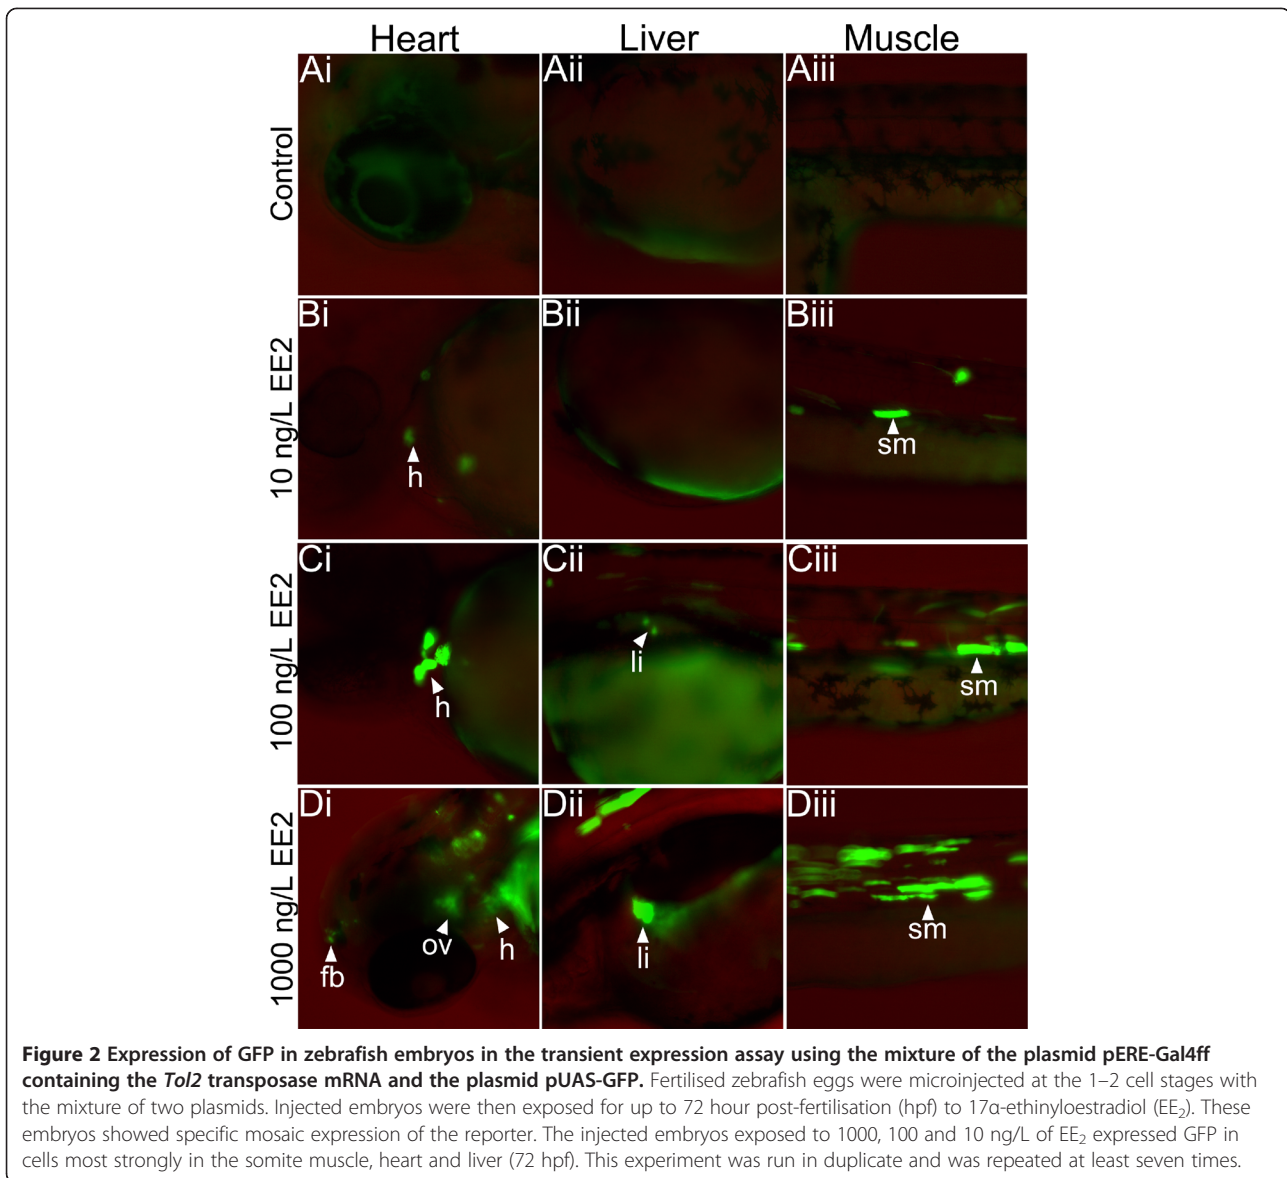 Heart Liver Muscle
Control
Ai Aii Aiii
10 ng/L EE2
Bi Bii Biii
h
sm
100 ng/L EE2
Ci Cii Ciii
h
li
sm
1000 ng/L EE2
Di Dii Diii
fb
ov
h
li
sm
Figure 2 Expression of GFP in zebrafish embryos in the transient expression assay using the mixture of the plasmid pERE-Gal4ff
containing the Tol2 transposase mRNA and the plasmid pUAS-GFP. Fertilised zebrafish eggs were microinjected at the 1–2 cell stages with
the mixture of two plasmids. Injected embryos were then exposed for up to 72 hour post-fertilisation (hpf) to 17α-ethinyloestradiol (EE₂). These
embryos showed specific mosaic expression of the reporter. The injected embryos exposed to 1000, 100 and 10 ng/L of EE₂ expressed GFP in
cells most strongly in the somite muscle, heart and liver (72 hpf). This experiment was run in duplicate and was repeated at least seven times.